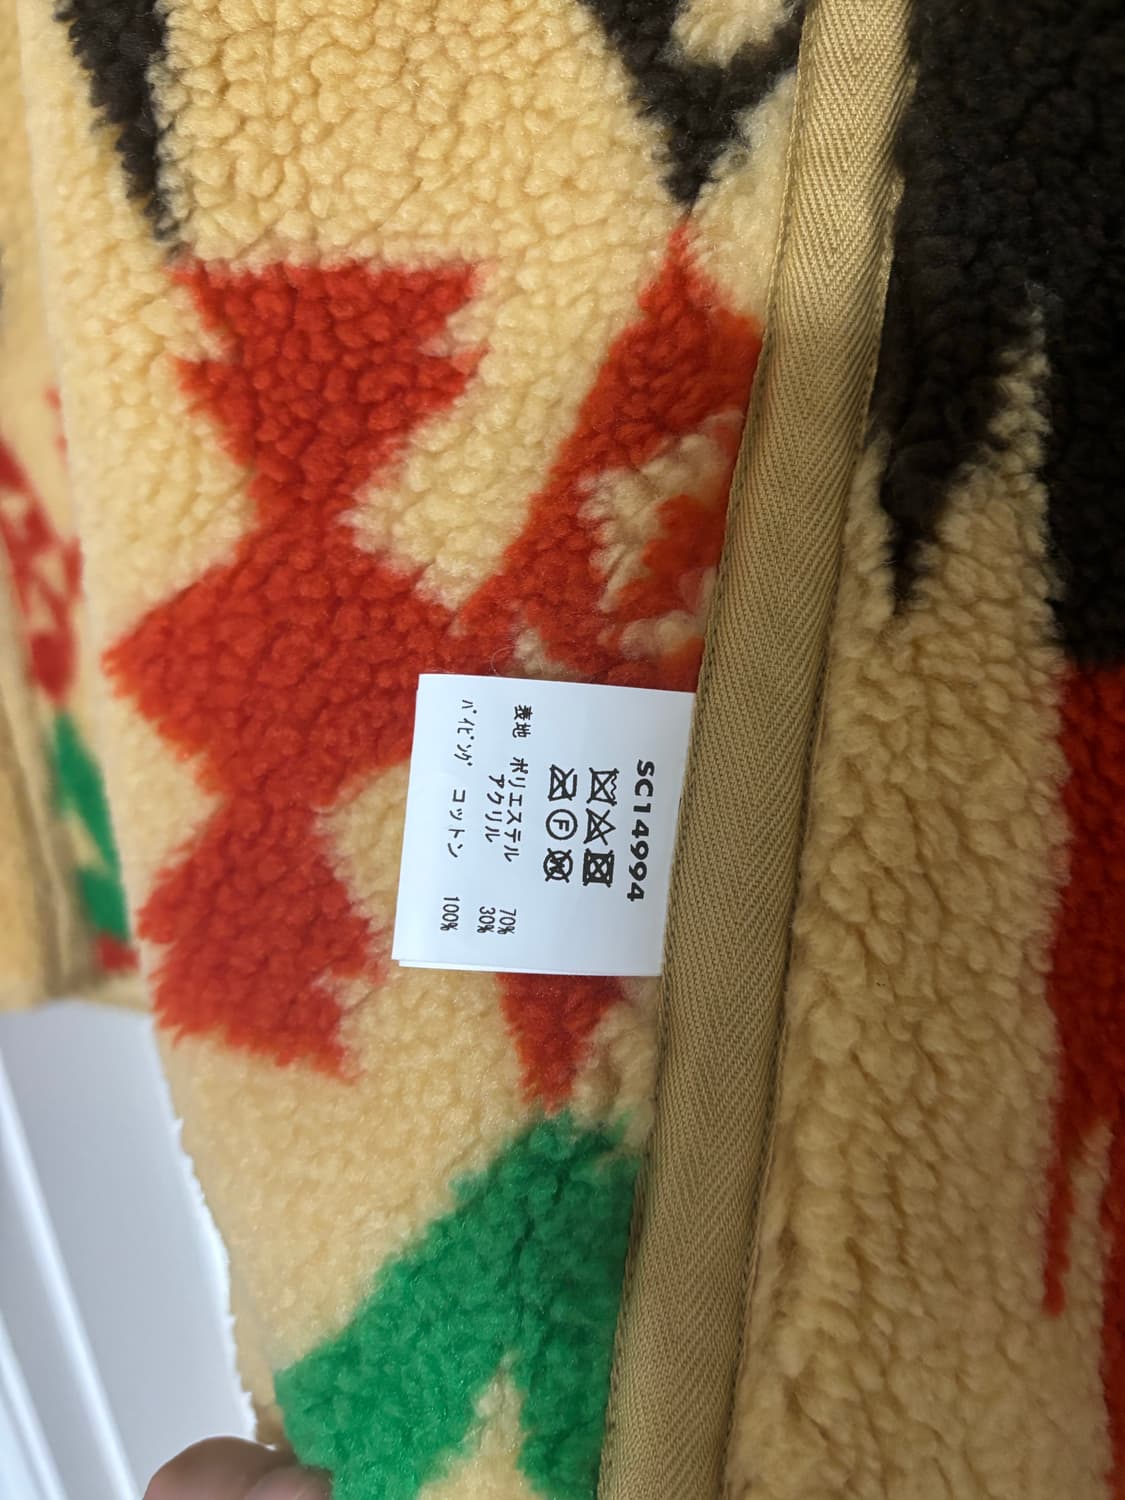 SC14994
F W
表地 ポリエステル 70%
アクリル 30%
パイピング コットン 100%